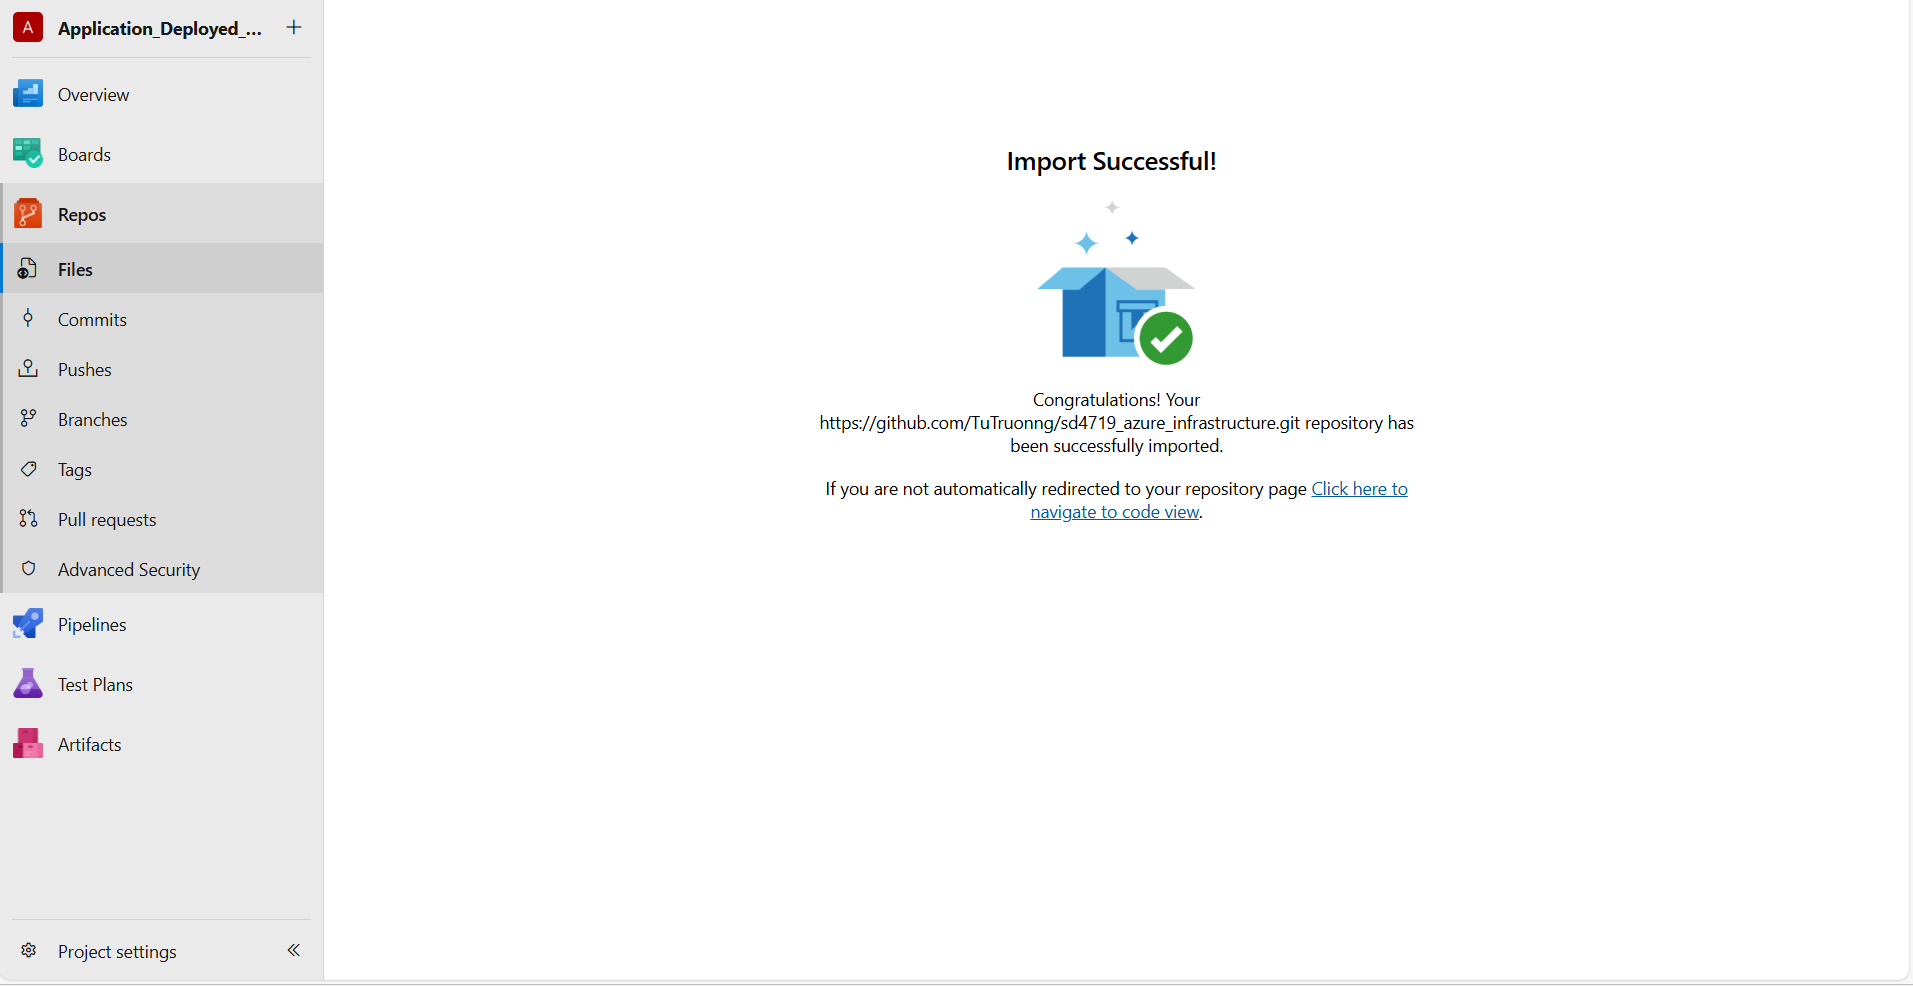 A
Application_Deployed_...
Overview
Boards
Repos
Files
Commits
Pushes
Branches
Tags
Pull requests
Advanced Security
Pipelines
Test Plans
Artifacts
Project settings
Import Successful!
Congratulations! Your
https://github.com/TuTruonng/sd4719_azure_infrastructure.git repository has
been successfully imported.
If you are not automatically redirected to your repository page Click here to
navigate to code view.